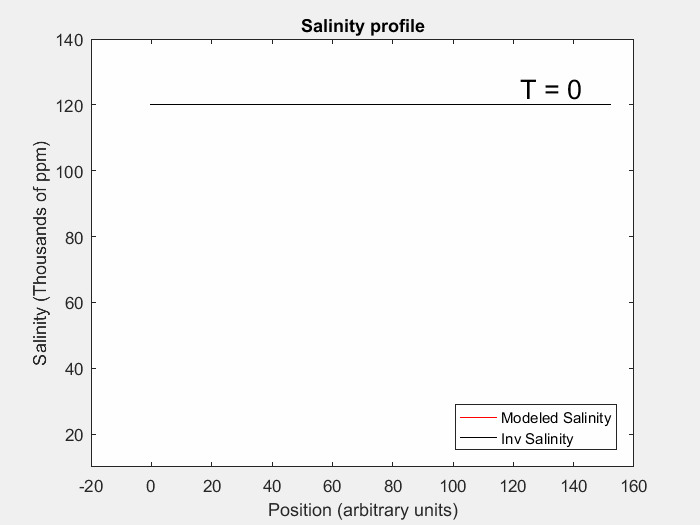 Salinity profile
140
120
100
80
60
40
20
T = 0
Salinity (Thousands of ppm)
Modeled Salinity
Inv Salinity
-20 0 20 40 60 80 100 120 140 160
Position (arbitrary units)